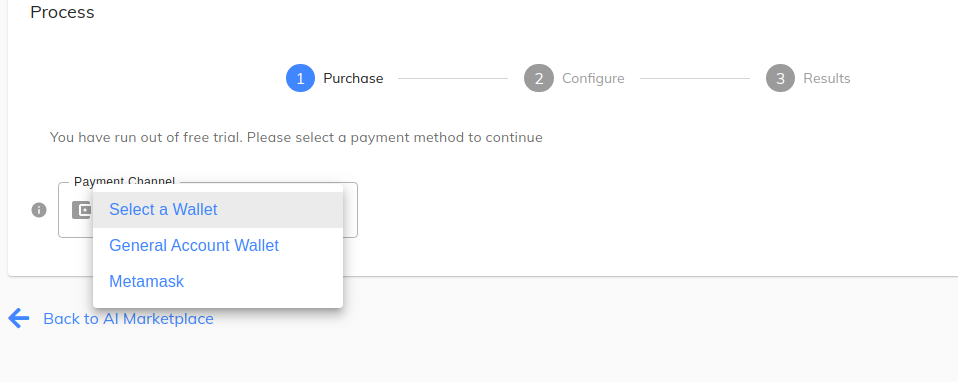 Process
1 Purchase 2 Configure 3 Results
You have run out of free trial. Please select a payment method to continue
Payment Channel
Select a Wallet
General Account Wallet
Metamask
Back to AI Marketplace